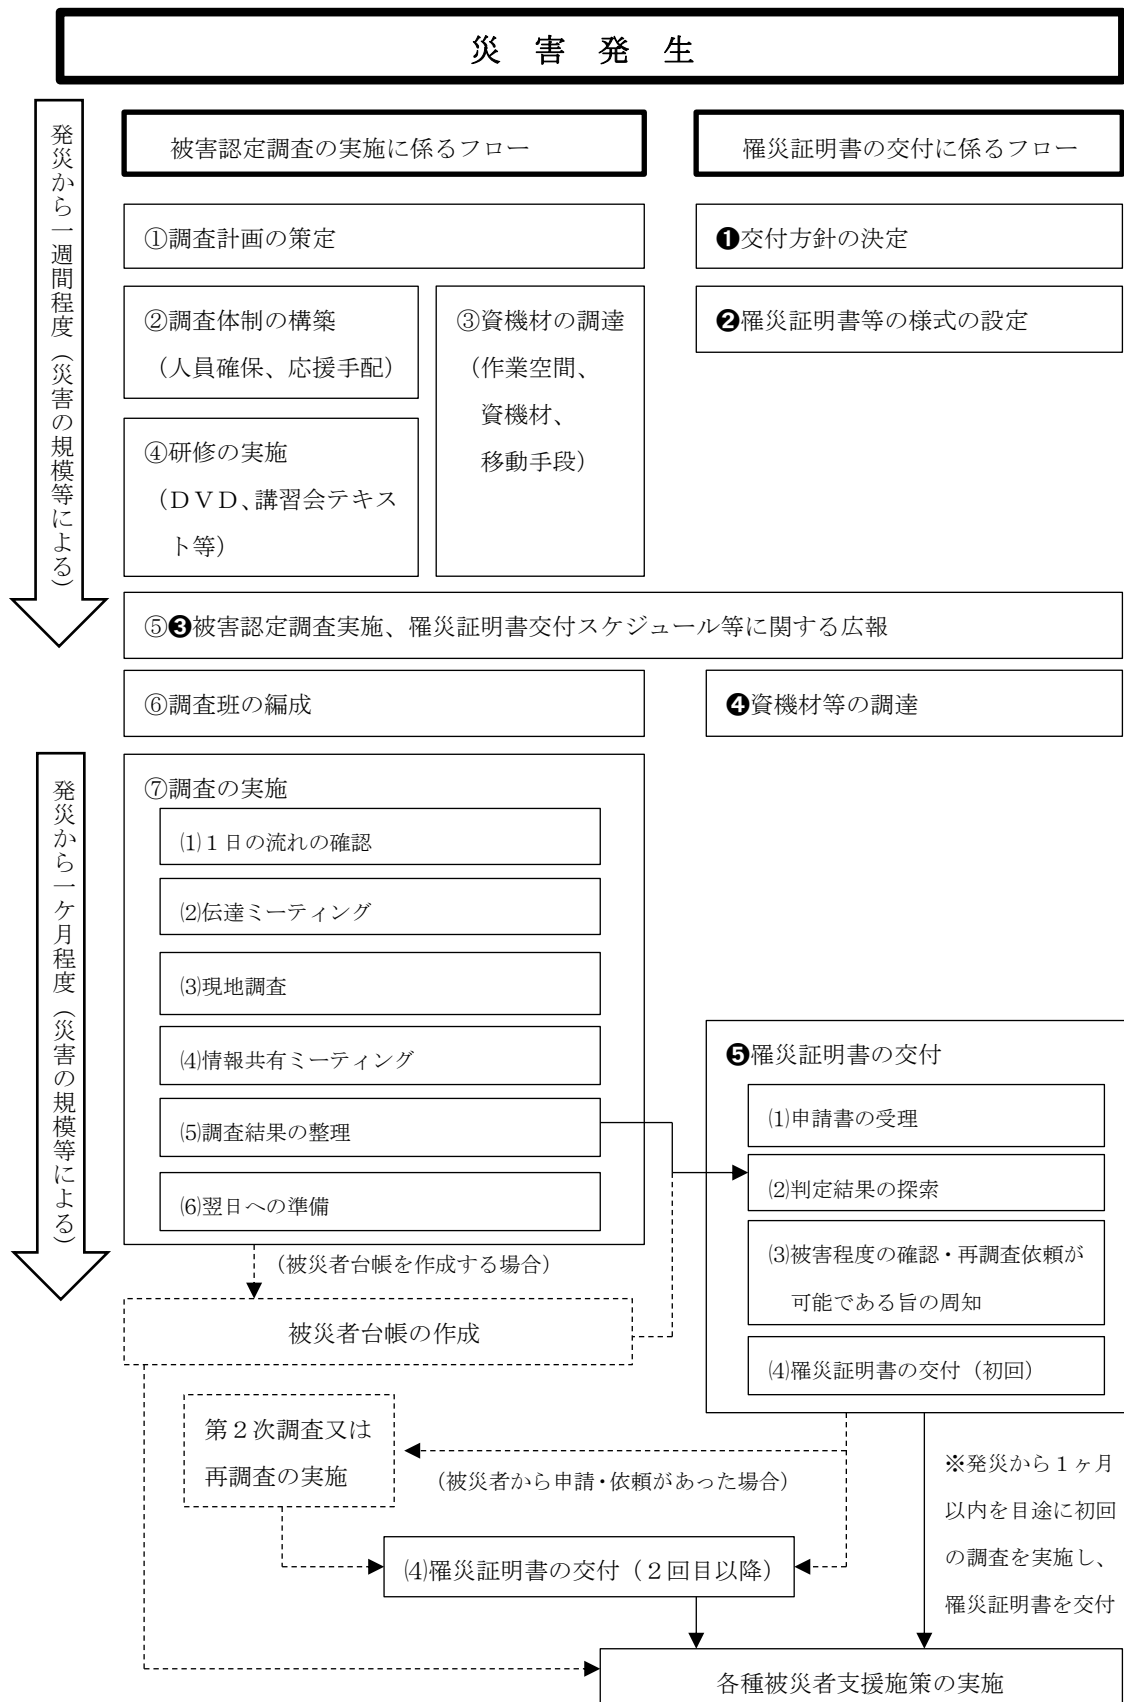 災害発生
発災から一週間程度（災害の規模等による）
被害認定調査の実施に係るフロー
罹災証明書の交付に係るフロー
①調査計画の策定
❶交付方針の決定
②調査体制の構築
（人員確保、応援手配）
③資機材の調達
（作業空間、
資機材、
移動手段）
❷罹災証明書等の様式の設定
④研修の実施
（ＤＶＤ、講習会テキス
ト等）
⑤❸被害認定調査実施、罹災証明書交付スケジュール等に関する広報
⑥調査班の編成
❹資機材等の調達
発災から一ケ月程度（災害の規模等による）
⑦調査の実施
⑴１日の流れの確認
⑵伝達ミーティング
⑶現地調査
⑷情報共有ミーティング
⑸調査結果の整理
⑹翌日への準備
❺罹災証明書の交付
⑴申請書の受理
⑵判定結果の探索
⑶被害程度の確認・再調査依頼が
可能である旨の周知
⑷罹災証明書の交付（初回）
（被災者台帳を作成する場合）
被災者台帳の作成
第２次調査又は
再調査の実施
（被災者から申請・依頼があった場合）
※発災から１ヶ月
以内を目途に初回
の調査を実施し、
罹災証明書を交付
⑷罹災証明書の交付（２回目以降）
各種被災者支援施策の実施